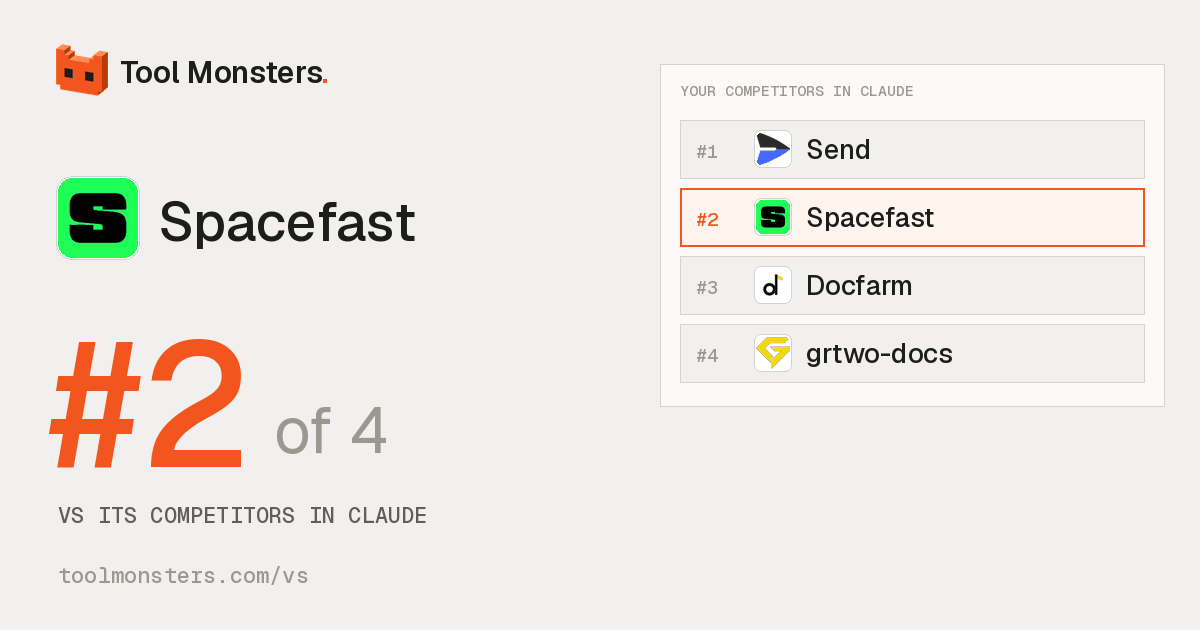 Tool Monsters.
Spacefast
#2 of 4
VS ITS COMPETITORS IN CLAUDE
toolmonsters.com/vs
YOUR COMPETITORS IN CLAUDE
#1 Send
#2 Spacefast
#3 Docfarm
#4 grtwo-docs